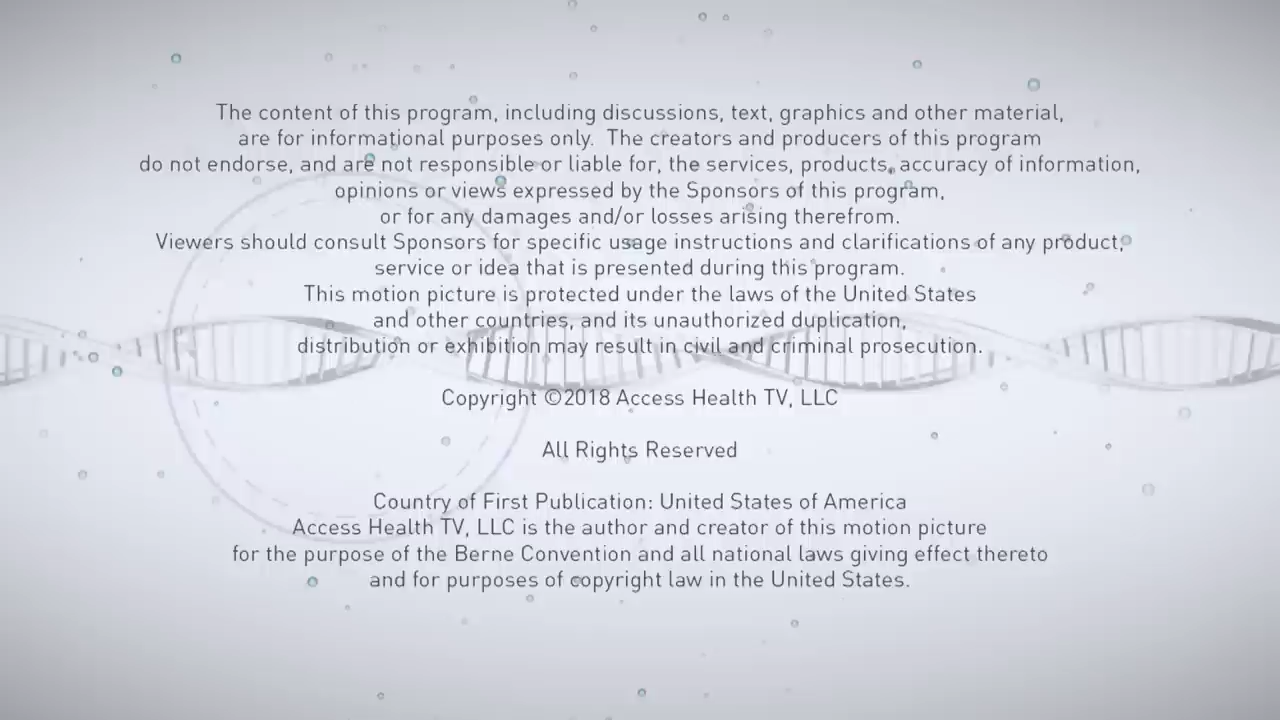 The content of this program, including discussions, text, graphics and other material,
are for informational purposes only. The creators and producers of this program
do not endorse, and are not responsible or liable for, the services, products, accuracy of information,
opinions or views expressed by the Sponsors of this program,
or for any damages and/or losses arising therefrom.
Viewers should consult Sponsors for specific usage instructions and clarifications of any product,
service or idea that is presented during this program.
This motion picture is protected under the laws of the United States
and other countries, and its unauthorized duplication,
distribution or exhibition may result in civil and criminal prosecution.
Copyright ©2018 Access Health TV, LLC
All Rights Reserved
Country of First Publication: United States of America
Access Health TV, LLC is the author and creator of this motion picture
for the purpose of the Berne Convention and all national laws giving effect thereto
and for purposes of copyright law in the United States.